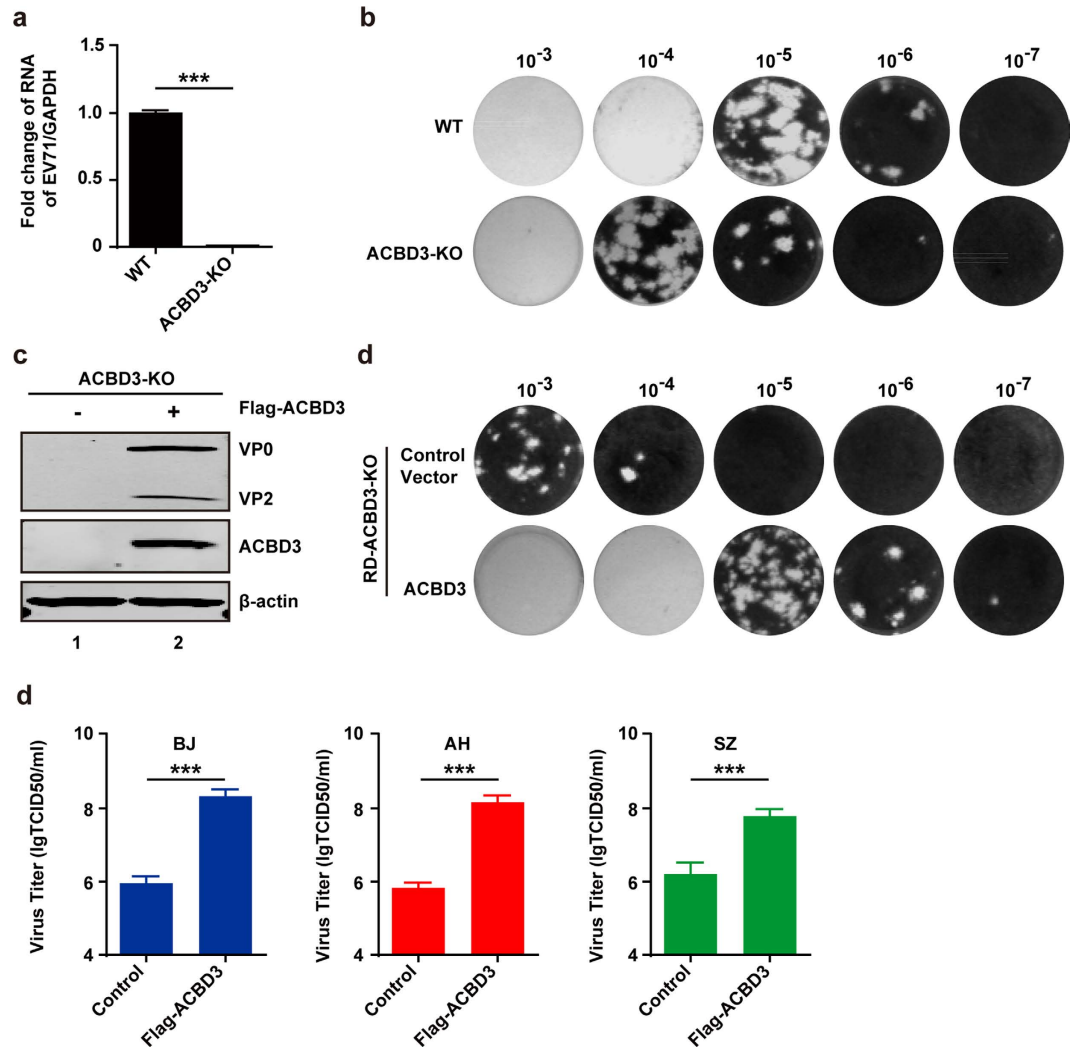 a
Fold change of RNA
of EV71/GAPDH
1.5
1.0
0.5
0
***
WT
ACBD3-KO
b
10-3
10-4
10-5
10-6
10-7
WT
ACBD3-KO
c
ACBD3-KO
-
+
Flag-ACBD3
VP0
VP2
ACBD3
β-actin
1
2
d
10-3
10-4
10-5
10-6
10-7
RD-ACBD3-KO
Control
Vector
ACBD3
d
Virus Titer (lgTCID50/ml)
10
8
6
4
BJ
***
Control
Flag-ACBD3
Virus Titer (lgTCID50/ml)
10
8
6
4
AH
***
Control
Flag-ACBD3
Virus Titer (lgTCID50/ml)
10
8
6
4
SZ
***
Control
Flag-ACBD3